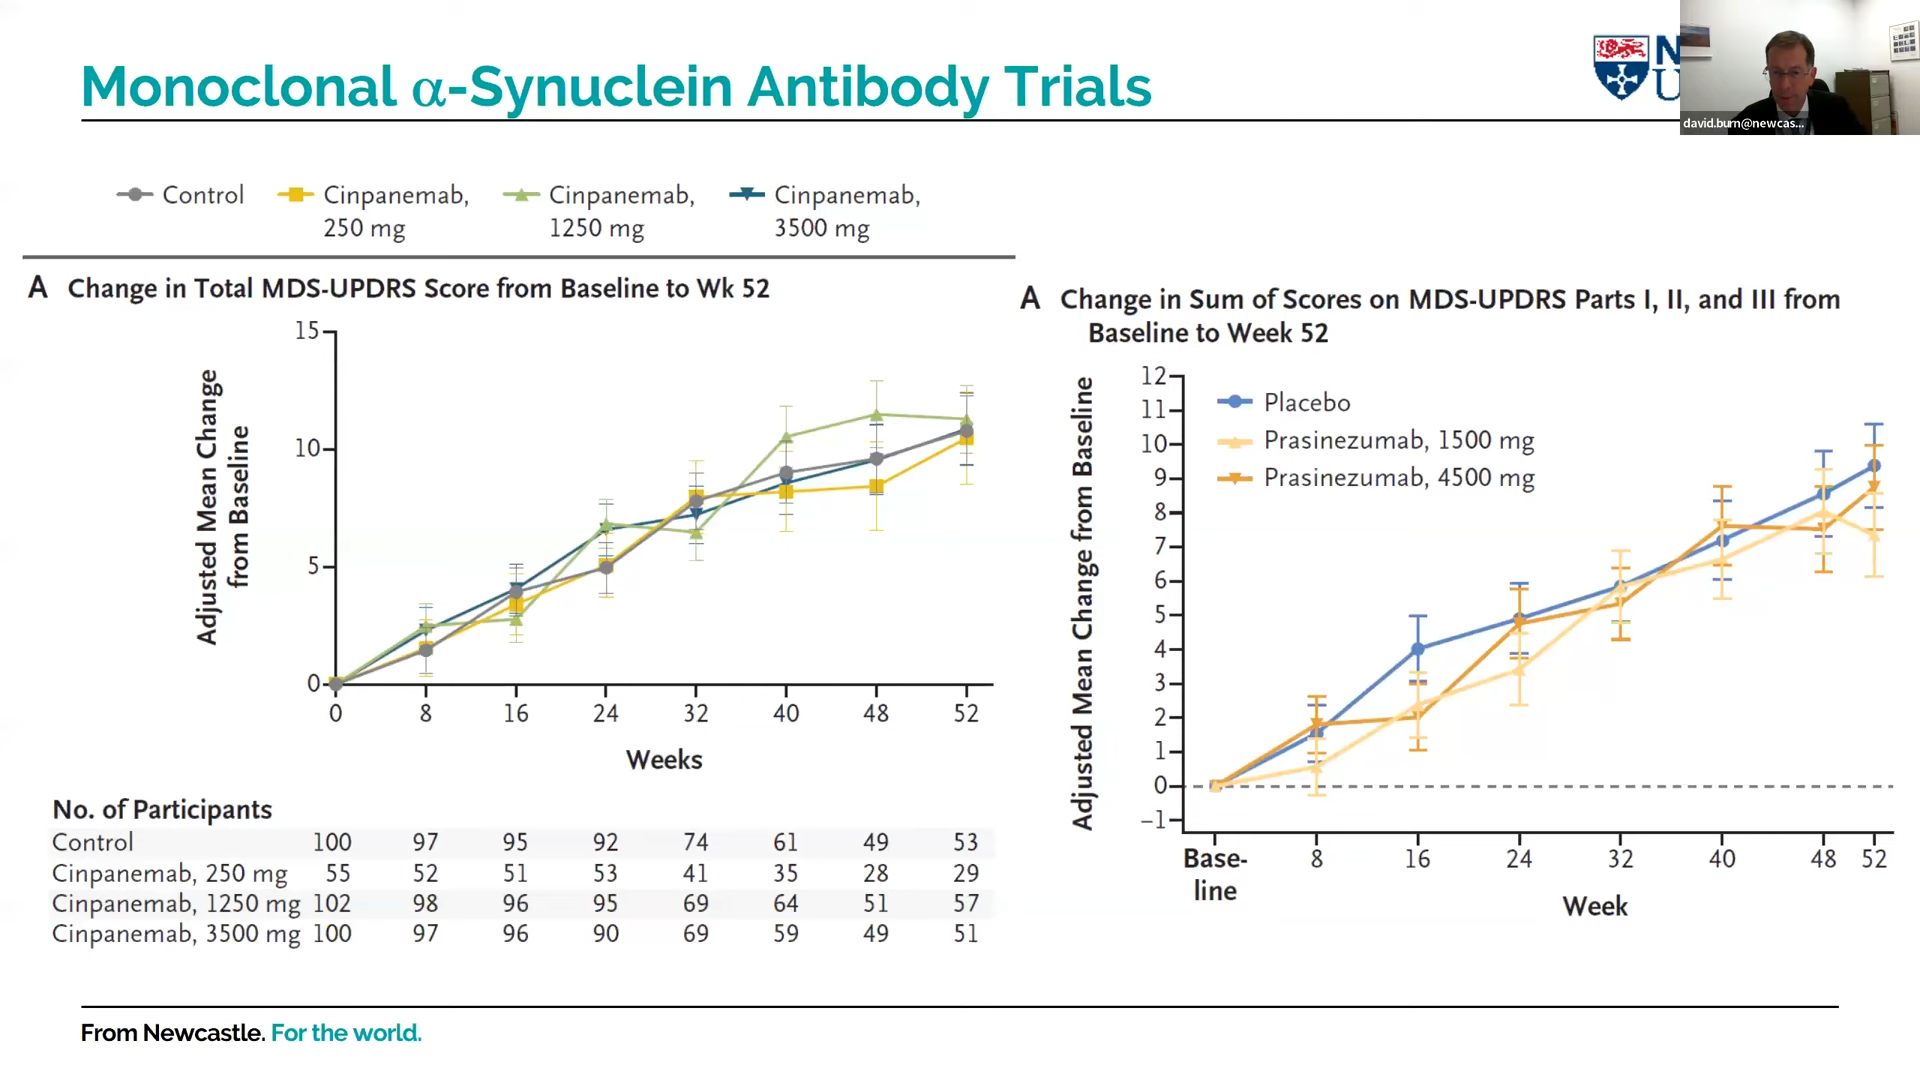 Monoclonal α-Synuclein Antibody Trials
N
U
david.burn@newcas...
Control
Cinpanemab,
250 mg
Cinpanemab,
1250 mg
Cinpanemab,
3500 mg
A Change in Total MDS-UPDRS Score from Baseline to Wk 52
Adjusted Mean Change
from Baseline
15
10
5
0
0 8 16 24 32 40 48 52
Weeks
No. of Participants
Control 100 97 95 92 74 61 49 53
Cinpanemab, 250 mg 55 52 51 53 41 35 28 29
Cinpanemab, 1250 mg 102 98 96 95 69 64 51 57
Cinpanemab, 3500 mg 100 97 96 90 69 59 49 51
A Change in Sum of Scores on MDS-UPDRS Parts I, II, and III from
Baseline to Week 52
Adjusted Mean Change from Baseline
12
11
10
9
8
7
6
5
4
3
2
1
0
−1
Placebo
Prasinezumab, 1500 mg
Prasinezumab, 4500 mg
Base-
line
8 16 24 32 40 48 52
Week
From Newcastle. For the world.